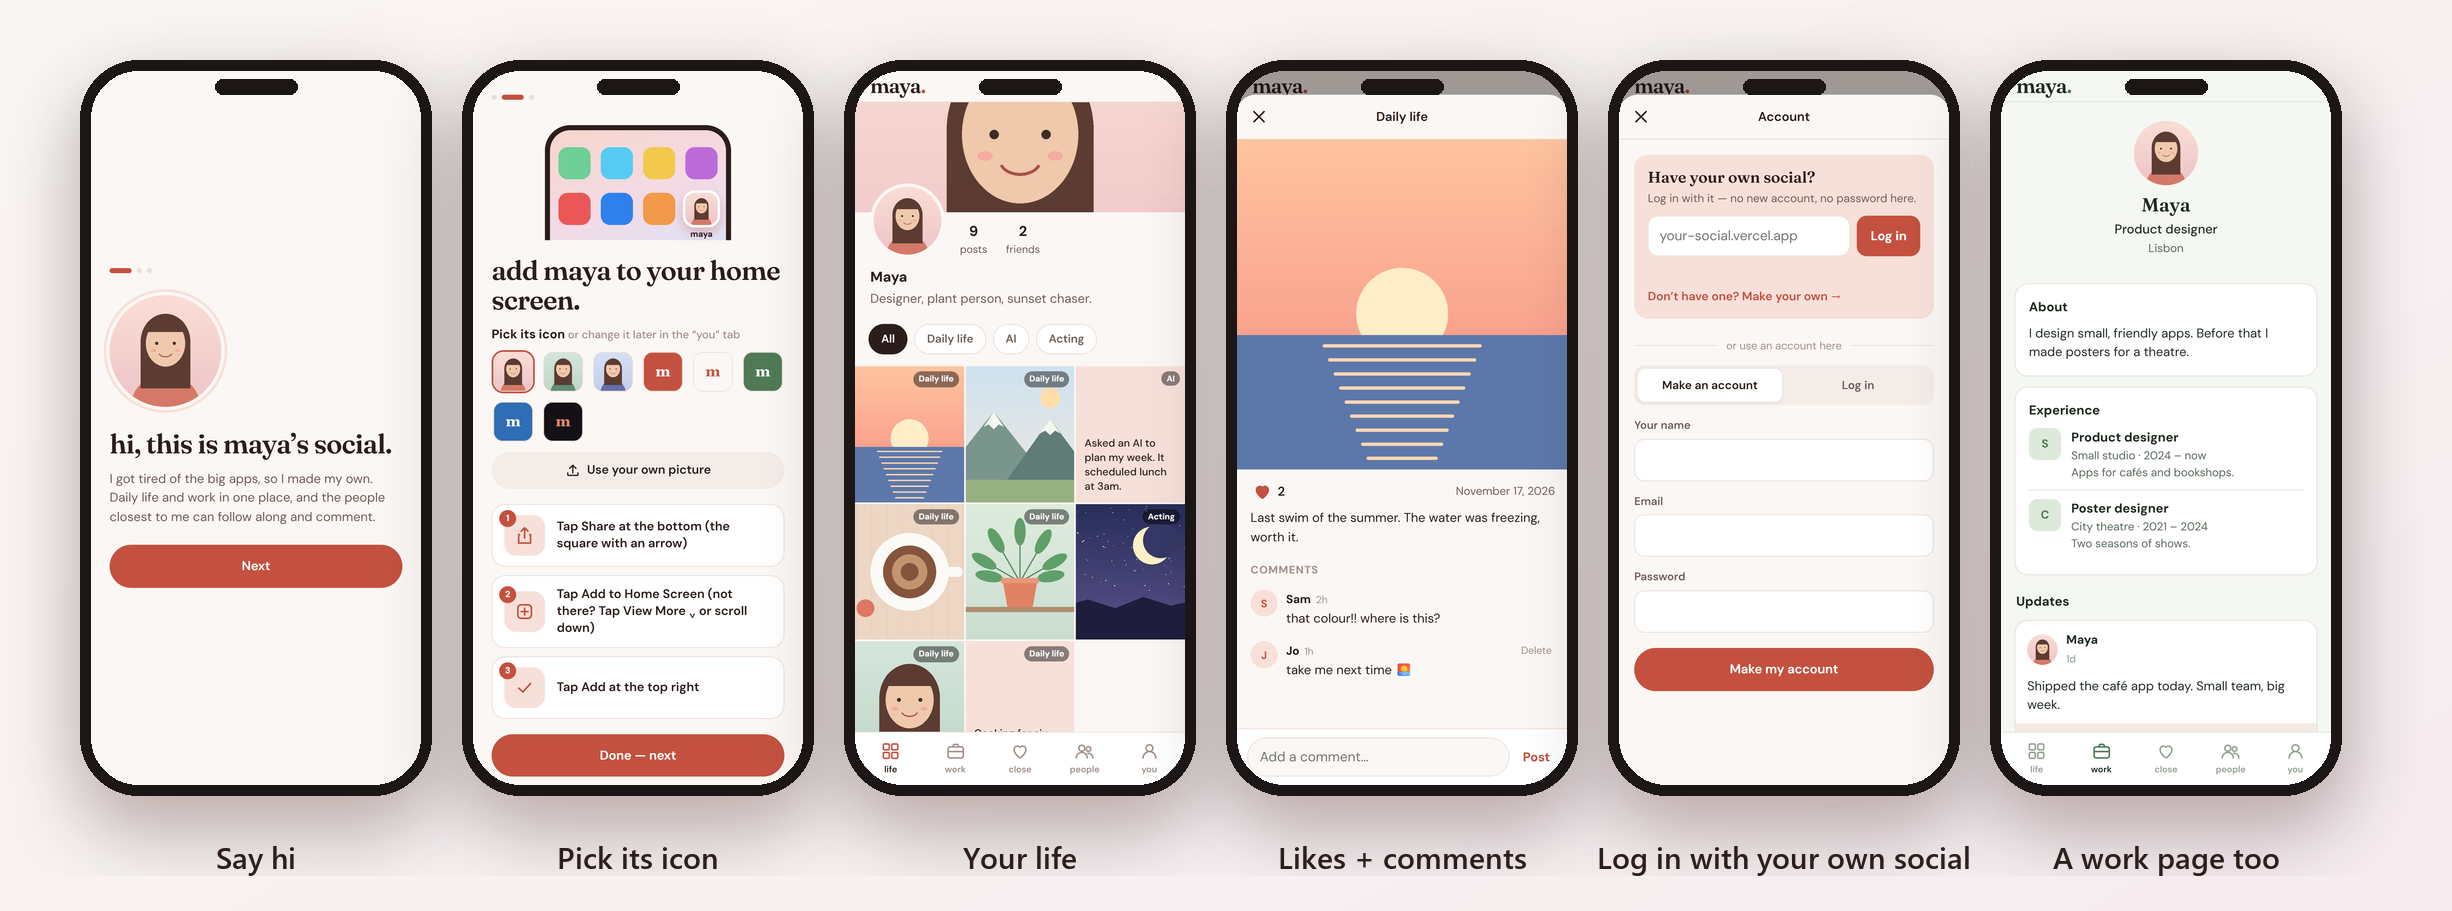 hi, this is maya’s social.
I got tired of the big apps, so I made my own.
Daily life and work in one place, and the people
closest to me can follow along and comment.
Next
Say hi
maya
add maya to your home
screen.
Pick its icon or change it later in the “you” tab
m
m
m
m
m
Use your own picture
1
Tap Share at the bottom (the
square with an arrow)
2
Tap Add to Home Screen (not
there? Tap View More ⌄ or scroll
down)
3
Tap Add at the top right
Done — next
Pick its icon
maya.
9
posts
2
friends
Maya
Designer, plant person, sunset chaser.
All
Daily life
AI
Acting
Daily life
Daily life
AI
Asked an AI to
plan my week. It
scheduled lunch
at 3am.
Daily life
Daily life
Acting
Daily life
Daily life
life
work
close
people
you
Your life
maya.
Daily life
2
November 17, 2026
Last swim of the summer. The water was freezing,
worth it.
COMMENTS
S
Sam 2h
that colour!! where is this?
J
Jo 1h
Delete
take me next time 🌅
Add a comment...
Post
Likes + comments
maya.
Account
Have your own social?
Log in with it — no new account, no password here.
your-social.vercel.app
Log in
Don’t have one? Make your own →
or use an account here
Make an account
Log in
Your name
Email
Password
Make my account
Log in with your own social
maya.
Maya
Product designer
Lisbon
About
I design small, friendly apps. Before that I
made posters for a theatre.
Experience
S
Product designer
Small studio · 2024 – now
Apps for cafés and bookshops.
C
Poster designer
City theatre · 2021 – 2024
Two seasons of shows.
Updates
Maya
1d
Shipped the café app today. Small team, big
week.
life
work
close
people
you
A work page too